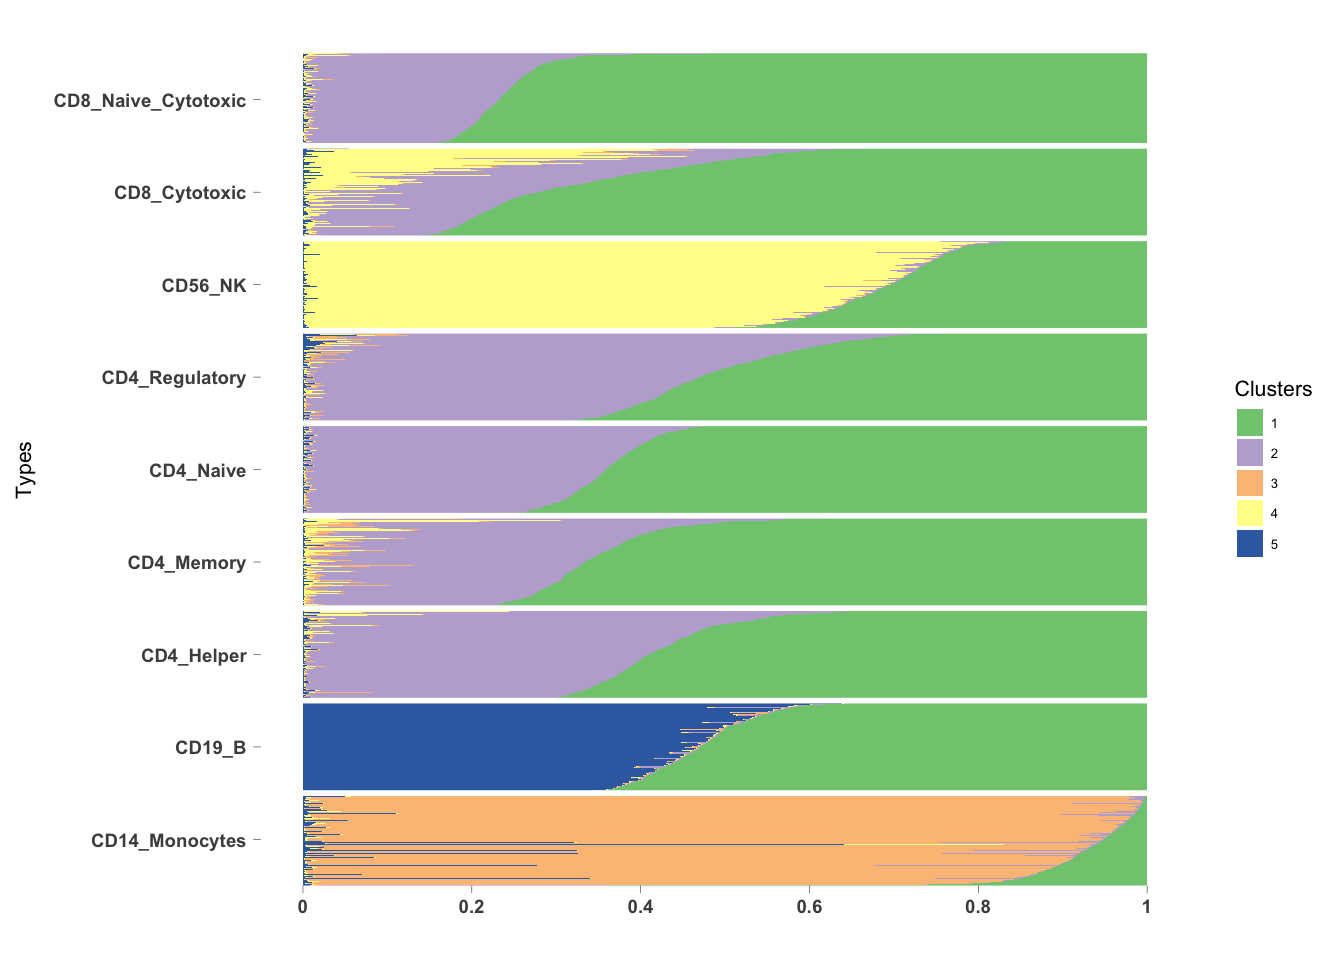 Types
CD8_Naive_Cytotoxic
CD8_Cytotoxic
CD56_NK
CD4_Regulatory
CD4_Naive
CD4_Memory
CD4_Helper
CD19_B
CD14_Monocytes
0 0.2 0.4 0.6 0.8 1
Clusters
1
2
3
4
5